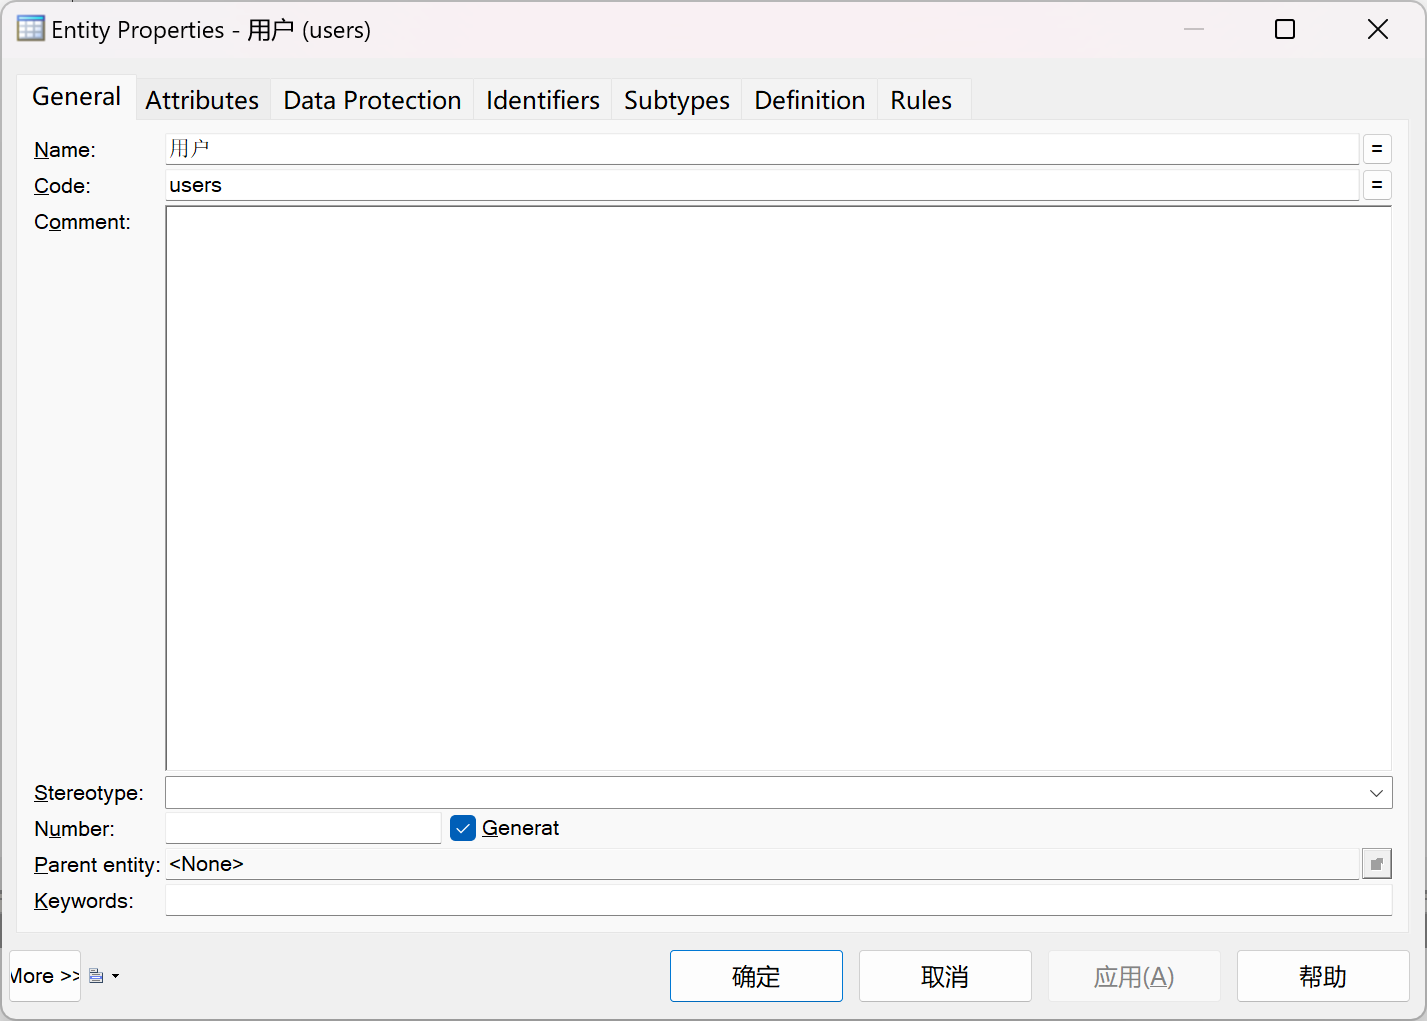 Entity Properties - 用户 (users)
General Attributes Data Protection Identifiers Subtypes Definition Rules
Name: 用户 =
Code: users =
Comment:
Stereotype:
Number: Generat
Parent entity: <None>
Keywords:
More >> 确定 取消 应用(A) 帮助